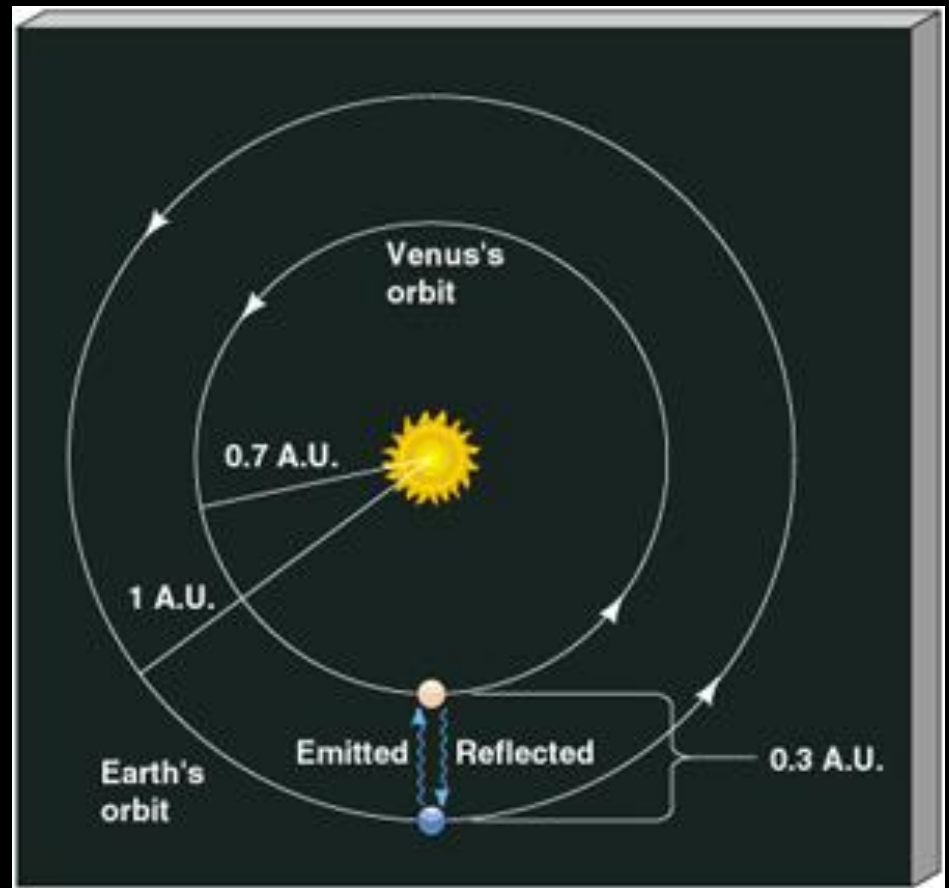 Venus's
orbit
0.7 A.U.
1 A.U.
Emitted
Reflected
0.3 A.U.
Earth's
orbit